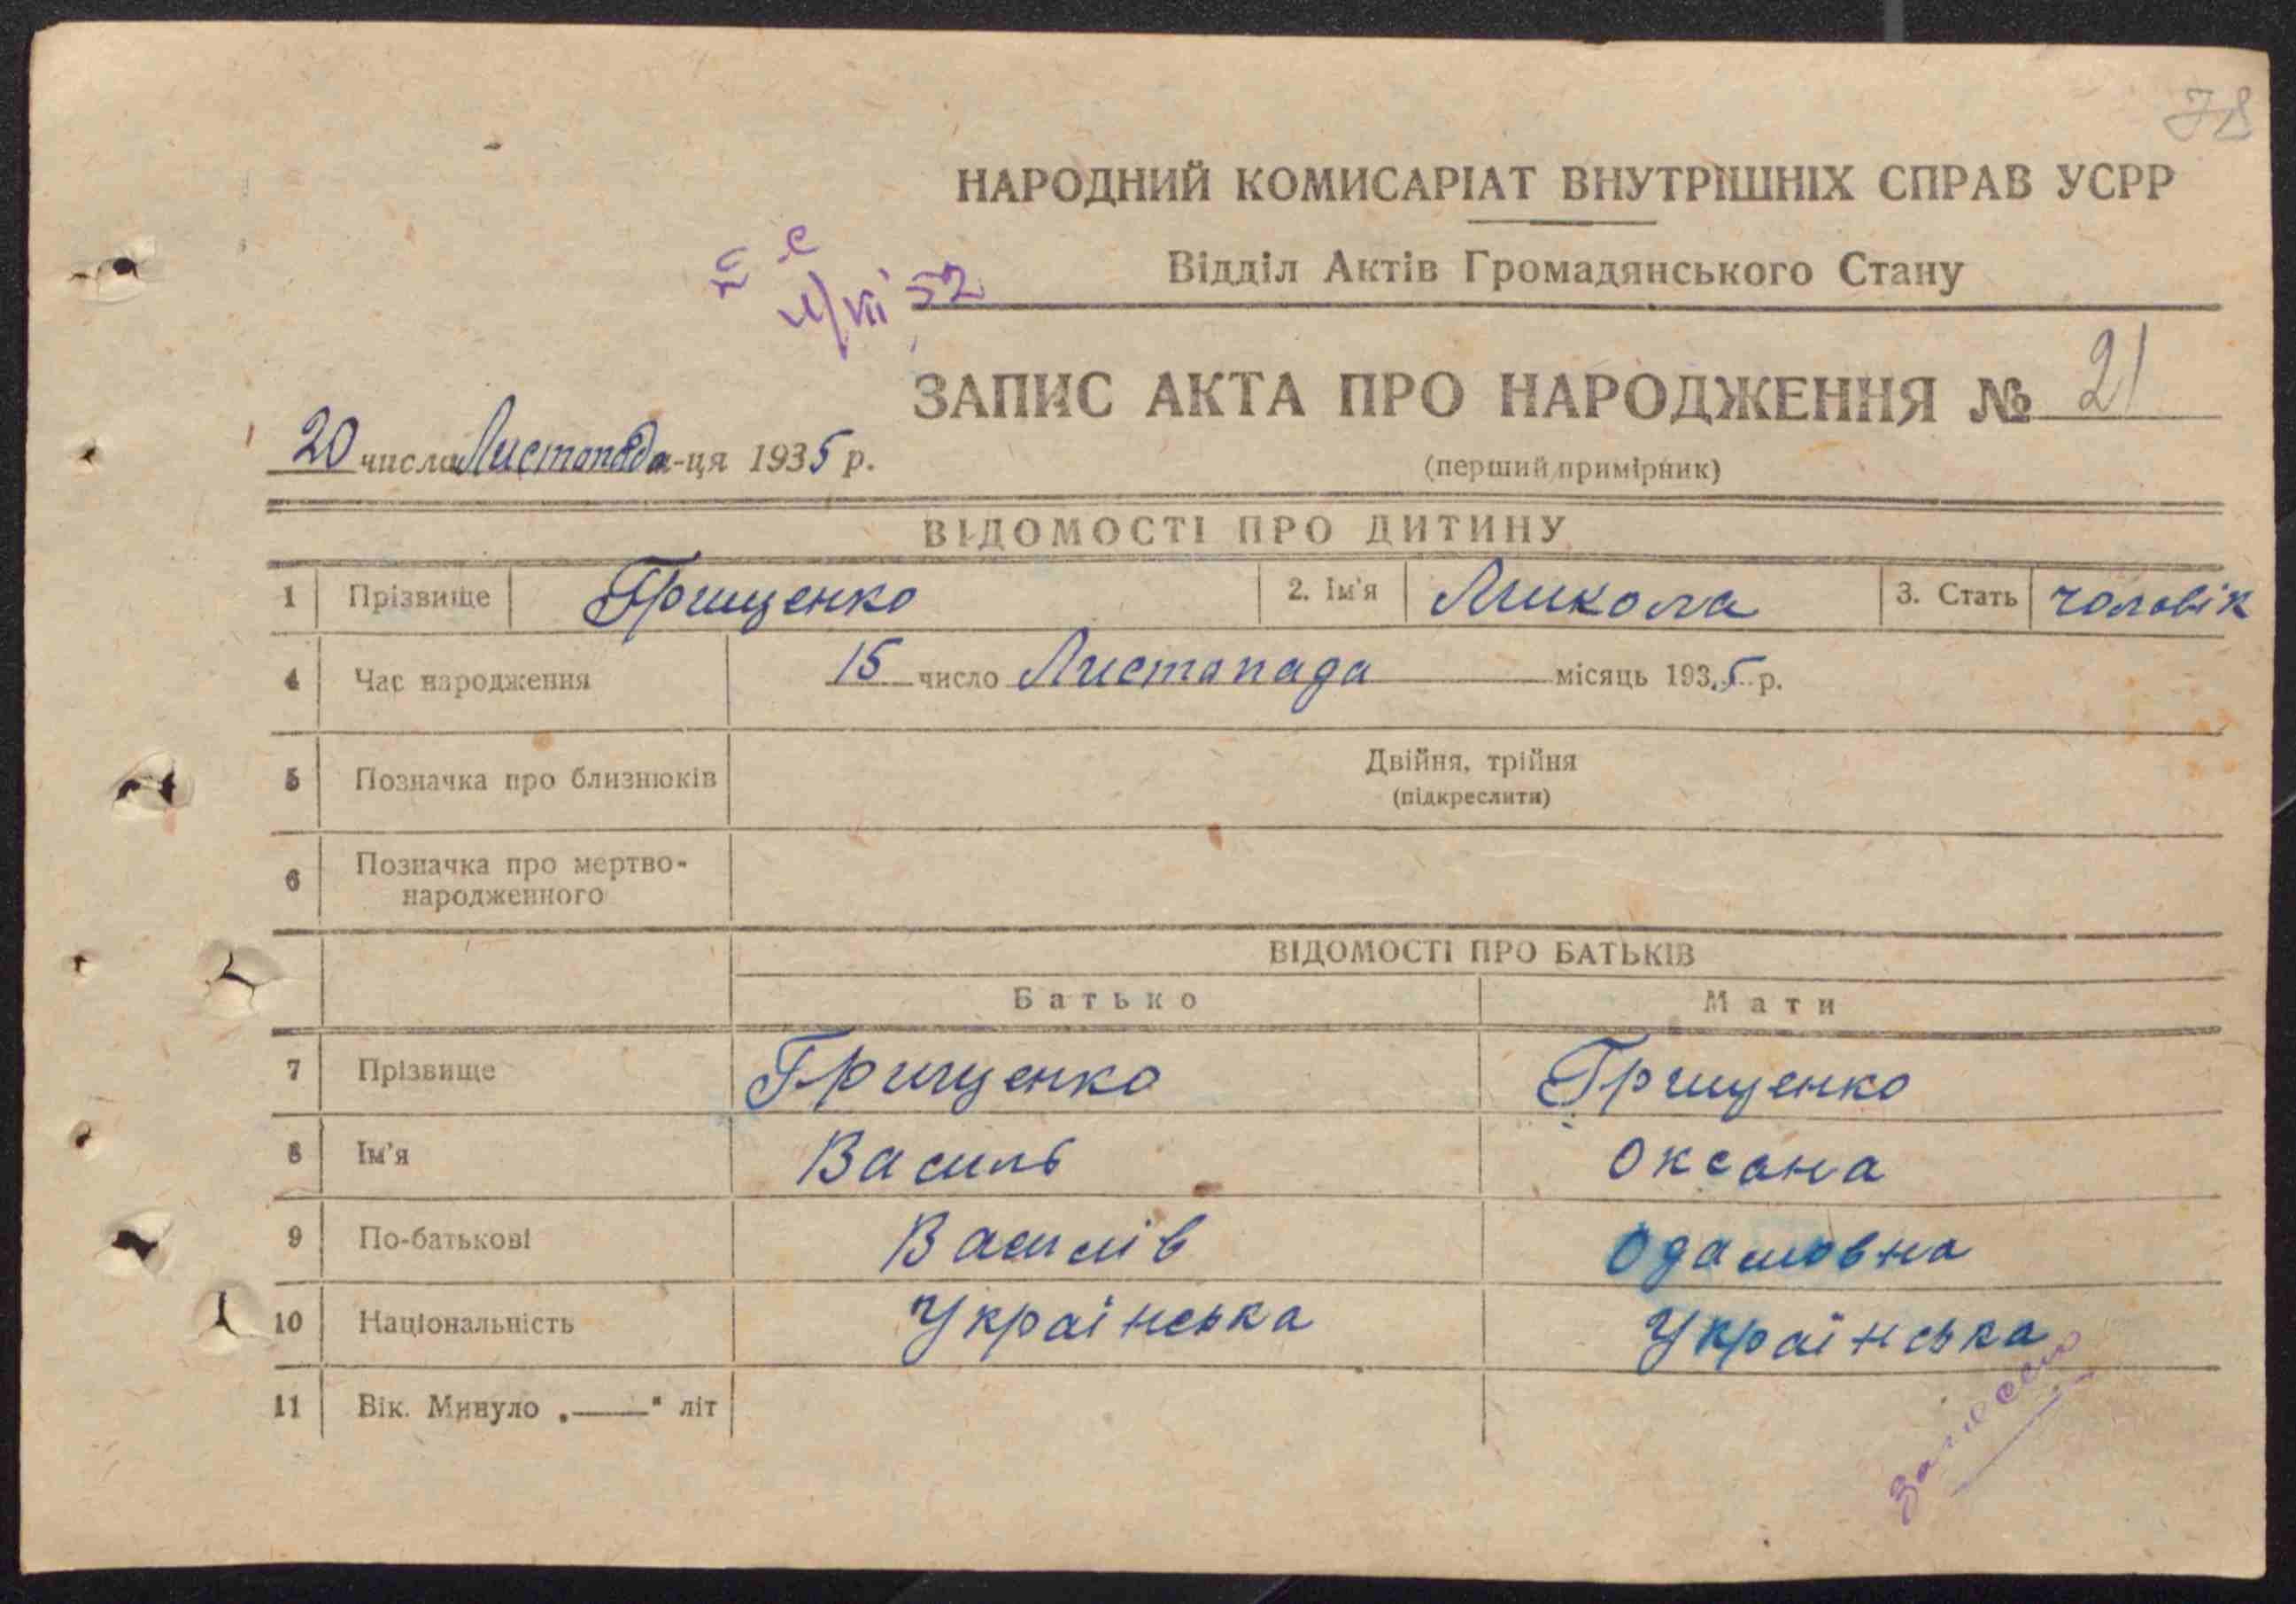 78
НАРОДНИЙ КОМИСАРІАТ ВНУТРІШНІХ СПРАВ УСРР
Відділ Актів Громадянського Стану
52
ЗАПИС АКТА ПРО НАРОДЖЕННЯ № 21
20 числа Листопада-ця 1935 р.
(перший примірник)
ВІДОМОСТІ ПРО ДИТИНУ
1 Прізвище Грищенко 2. Ім'я Микола 3. Стать чоловік
4 Час народження 15 число Листопада місяць 1935 р.
5 Позначка про близнюків Двійня, трійня
(підкреслити)
6 Позначка про мертво-
народженного
ВІДОМОСТІ ПРО БАТЬКІВ
Батько Мати
7 Прізвище Грищенко Грищенко
8 Ім'я Василь Оксана
9 По-батькові Василів Одамовна
10 Національність Українська Українська
11 Вік. Минуло „——" літ